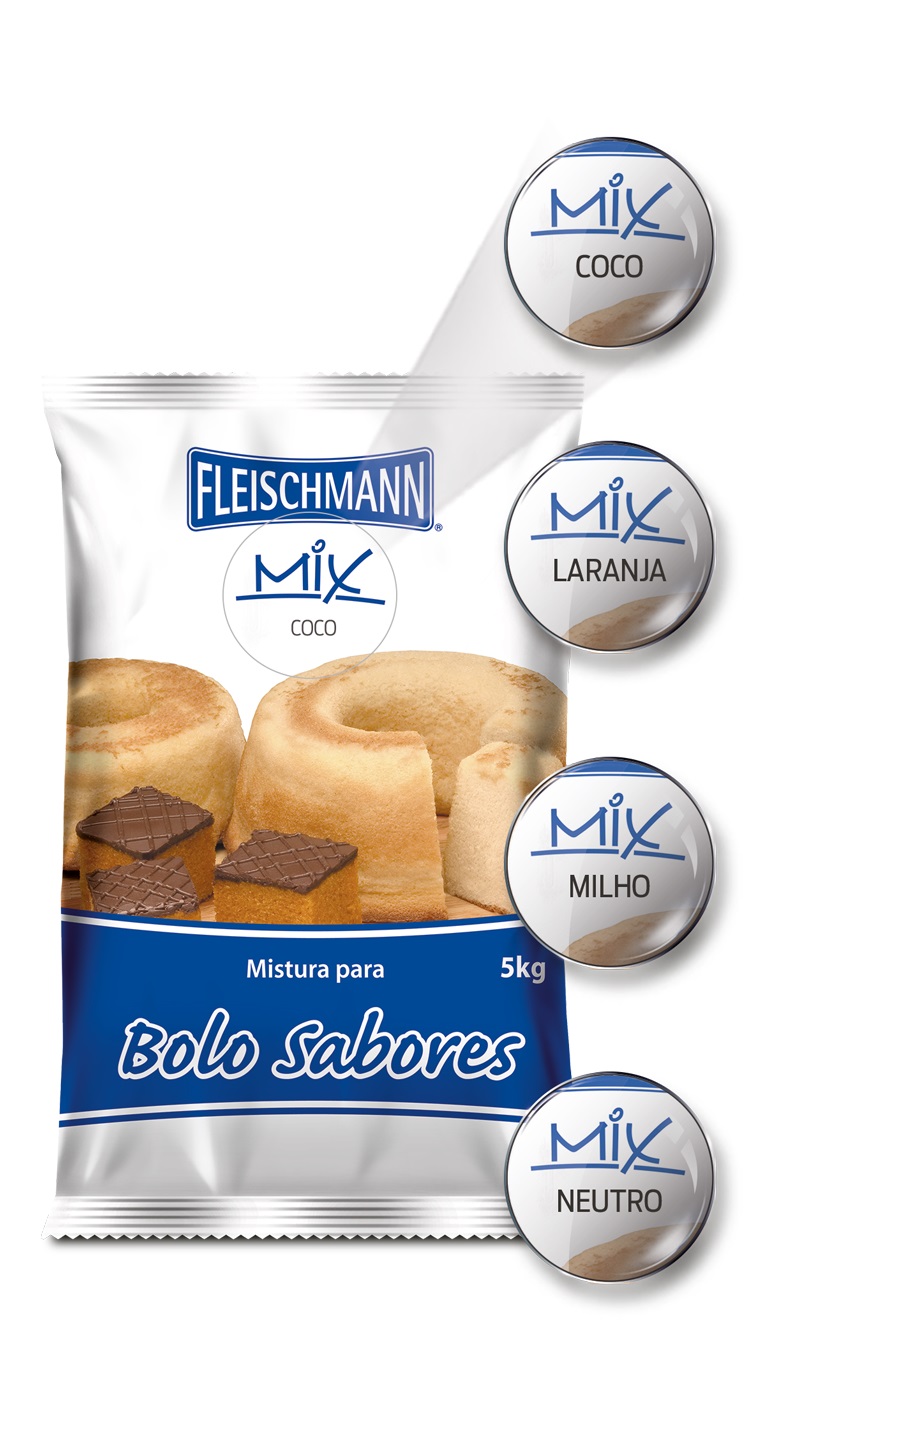 FLEISCHMANN®
MIX
COCO
Mistura para 5kg
Bolo Sabores
MIX
COCO
MIX
LARANJA
MIX
MILHO
MIX
NEUTRO